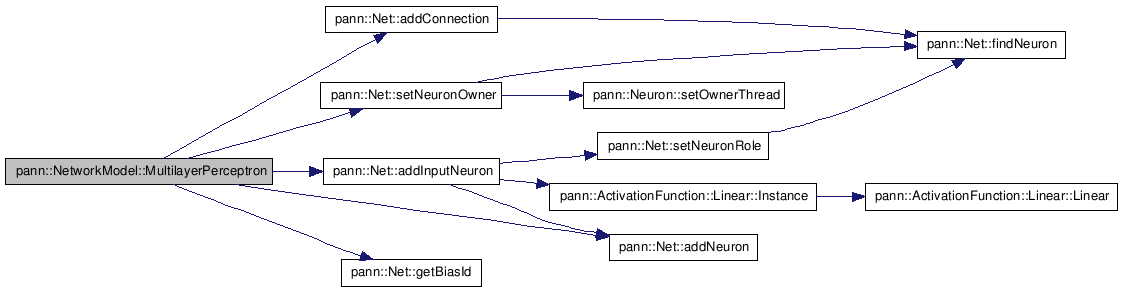 pann::Net::addConnection
pann::Net::findNeuron
pann::Net::setNeuronOwner
pann::Neuron::setOwnerThread
pann::Net::setNeuronRole
pann::NetworkModel::MultilayerPerceptron
pann::Net::addInputNeuron
pann::ActivationFunction::Linear::Instance
pann::ActivationFunction::Linear::Linear
pann::Net::addNeuron
pann::Net::getBiasId